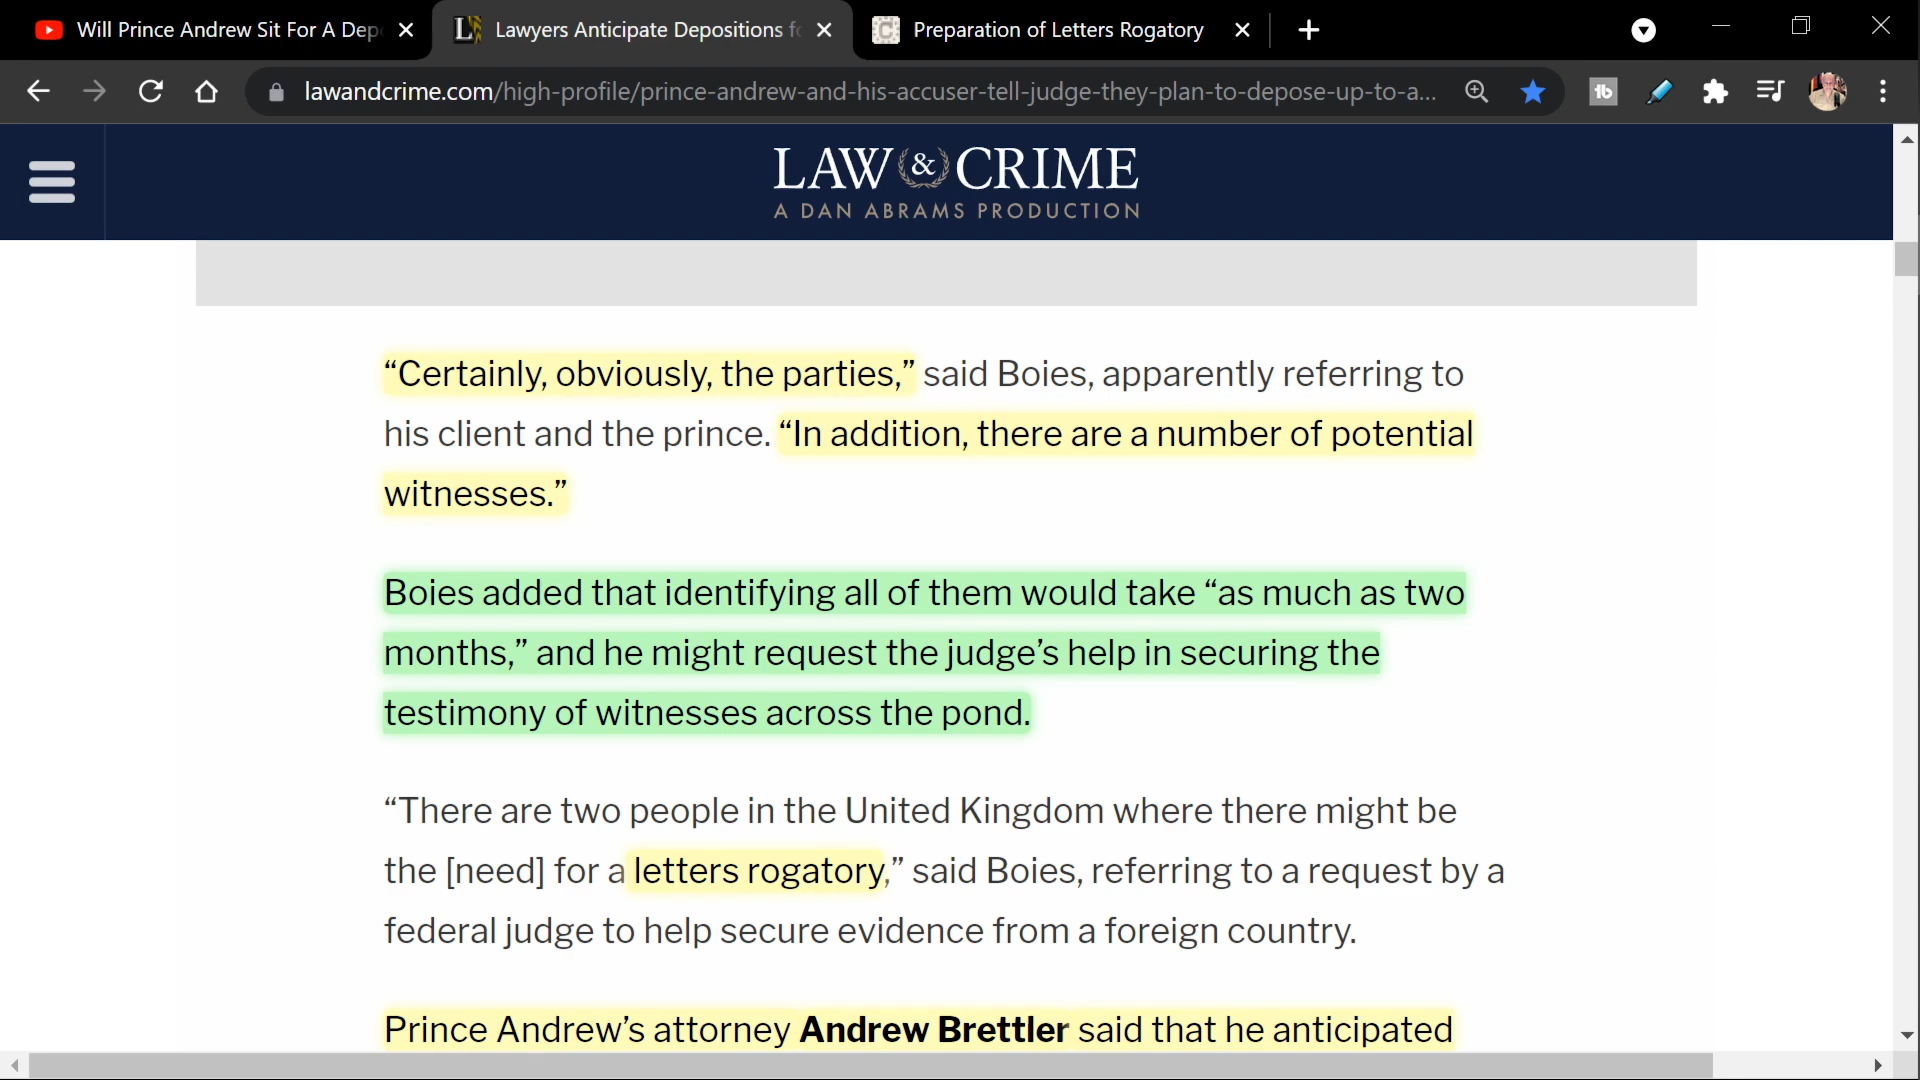 Will Prince Andrew Sit For A Dep
Lawyers Anticipate Depositions fo
Preparation of Letters Rogatory
lawandcrime.com/high-profile/prince-andrew-and-his-accuser-tell-judge-they-plan-to-depose-up-to-a...
LAW & CRIME
A DAN ABRAMS PRODUCTION
“Certainly, obviously, the parties,” said Boies, apparently referring to
his client and the prince. “In addition, there are a number of potential
witnesses.”
Boies added that identifying all of them would take “as much as two
months,” and he might request the judge’s help in securing the
testimony of witnesses across the pond.
“There are two people in the United Kingdom where there might be
the [need] for a letters rogatory,” said Boies, referring to a request by a
federal judge to help secure evidence from a foreign country.
Prince Andrew’s attorney Andrew Brettler said that he anticipated